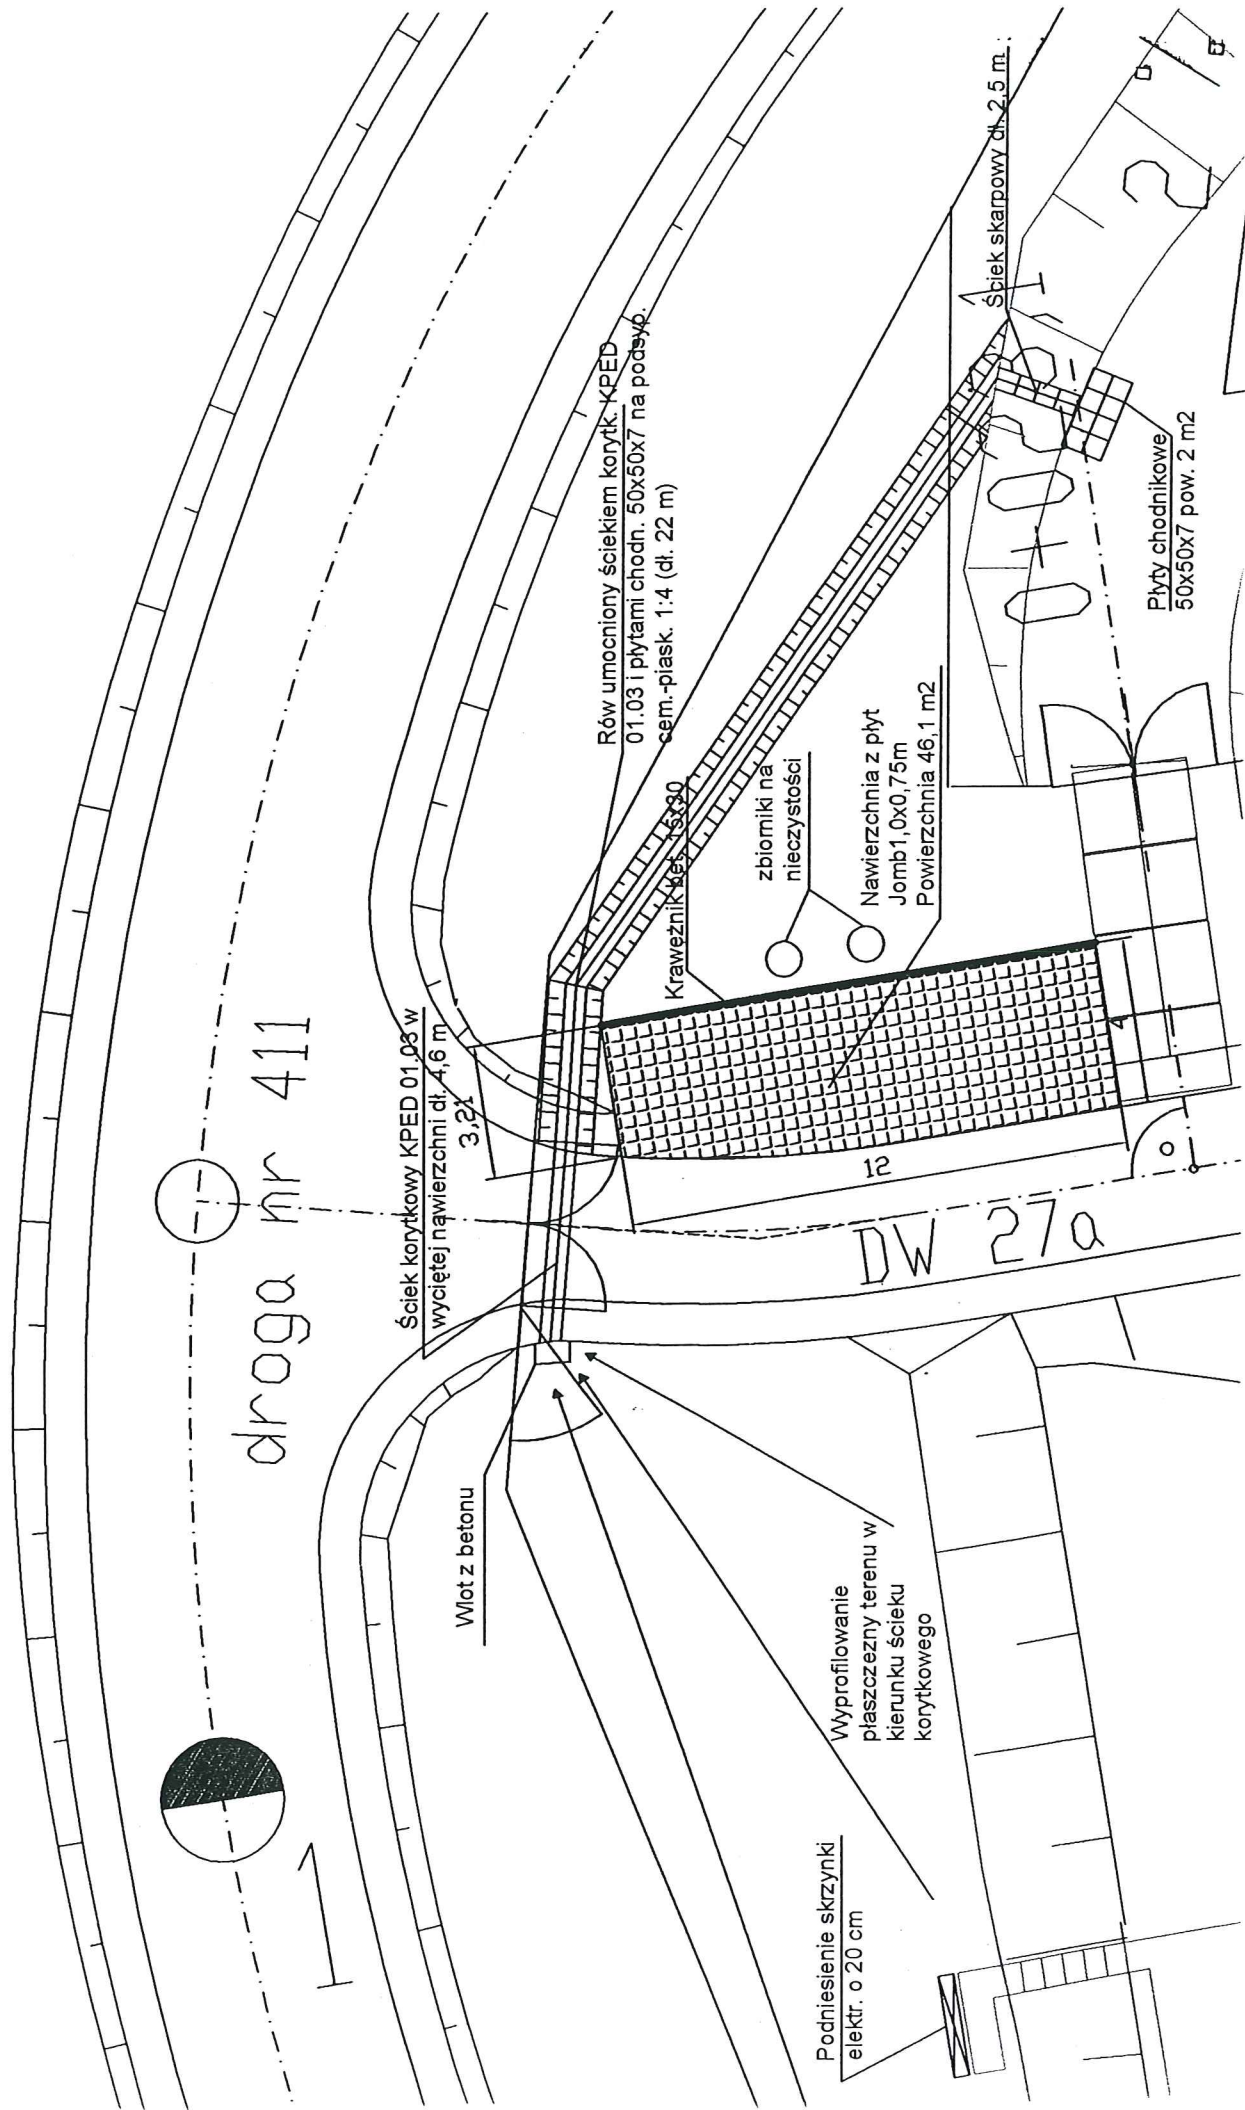 droga nr 411
1
Ściek korytkowy KPED 01,03 w
wyciętej nawierzchni dł. 4,6 m
3,21
Wlot z betonu
Rów umocniony ściekiem korytk. KPED
01.03 i płytami chodn. 50x50x7 na podsyp.
cem.-piask. 1:4 (dł. 22 m)
Krawężnik bet. 15x30
zbiorniki na
nieczystości
Nawierzchnia z płyt
Jomb1,0x0,75m
Powierzchnia 46,1 m2
Ściek skarpowy dł. 2,5 m
Płyty chodnikowe
50x50x7 pow. 2 m2
4
12
DW 27a
Wyprofilowanie
płaszczezny terenu w
kierunku ścieku
korytkowego
Podniesienie skrzynki
elektr. o 20 cm